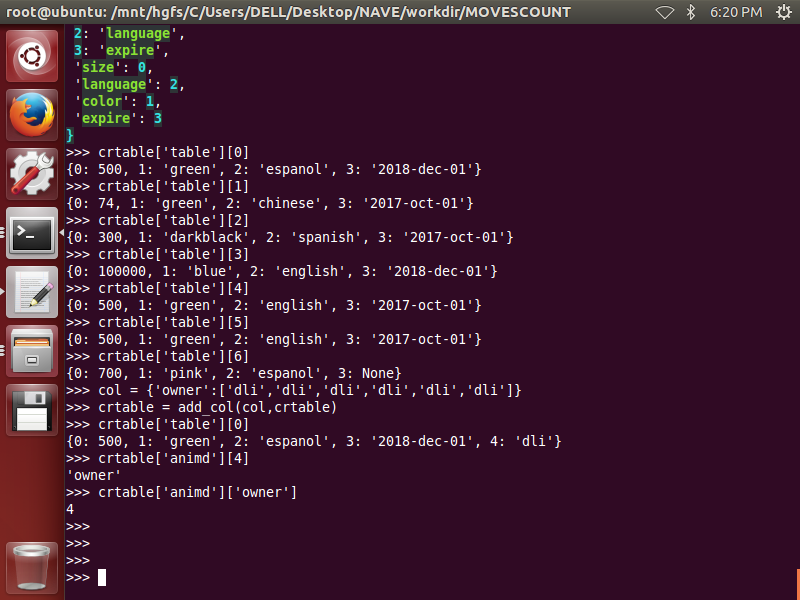 root@ubuntu: /mnt/hgfs/C/Users/DELL/Desktop/NAVE/workdir/MOVESCOUNT 6:20 PM
2: 'language',
3: 'expire',
'size': 0,
'language': 2,
'color': 1,
'expire': 3
}
>>> crtable['table'][0]
{0: 500, 1: 'green', 2: 'espanol', 3: '2018-dec-01'}
>>> crtable['table'][1]
{0: 74, 1: 'green', 2: 'chinese', 3: '2017-oct-01'}
>>> crtable['table'][2]
{0: 300, 1: 'darkblack', 2: 'spanish', 3: '2017-oct-01'}
>>> crtable['table'][3]
{0: 100000, 1: 'blue', 2: 'english', 3: '2018-dec-01'}
>>> crtable['table'][4]
{0: 500, 1: 'green', 2: 'english', 3: '2017-oct-01'}
>>> crtable['table'][5]
{0: 500, 1: 'green', 2: 'english', 3: '2017-oct-01'}
>>> crtable['table'][6]
{0: 700, 1: 'pink', 2: 'espanol', 3: None}
>>> col = {'owner':['dli','dli','dli','dli','dli','dli']}
>>> crtable = add_col(col,crtable)
>>> crtable['table'][0]
{0: 500, 1: 'green', 2: 'espanol', 3: '2018-dec-01', 4: 'dli'}
>>> crtable['animd'][4]
'owner'
>>> crtable['animd']['owner']
4
>>>
>>>
>>>
>>>